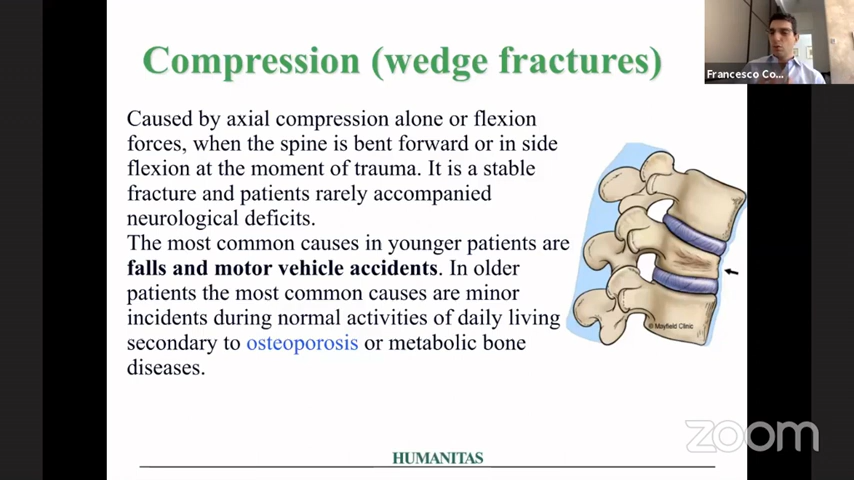 Compression (wedge fractures)
Francesco Co...
Caused by axial compression alone or flexion
forces, when the spine is bent forward or in side
flexion at the moment of trauma. It is a stable
fracture and patients rarely accompanied
neurological deficits.
The most common causes in younger patients are
falls and motor vehicle accidents. In older
patients the most common causes are minor
incidents during normal activities of daily living
secondary to osteoporosis or metabolic bone
diseases.
© Mayfield Clinic
HUMANITAS
zoom